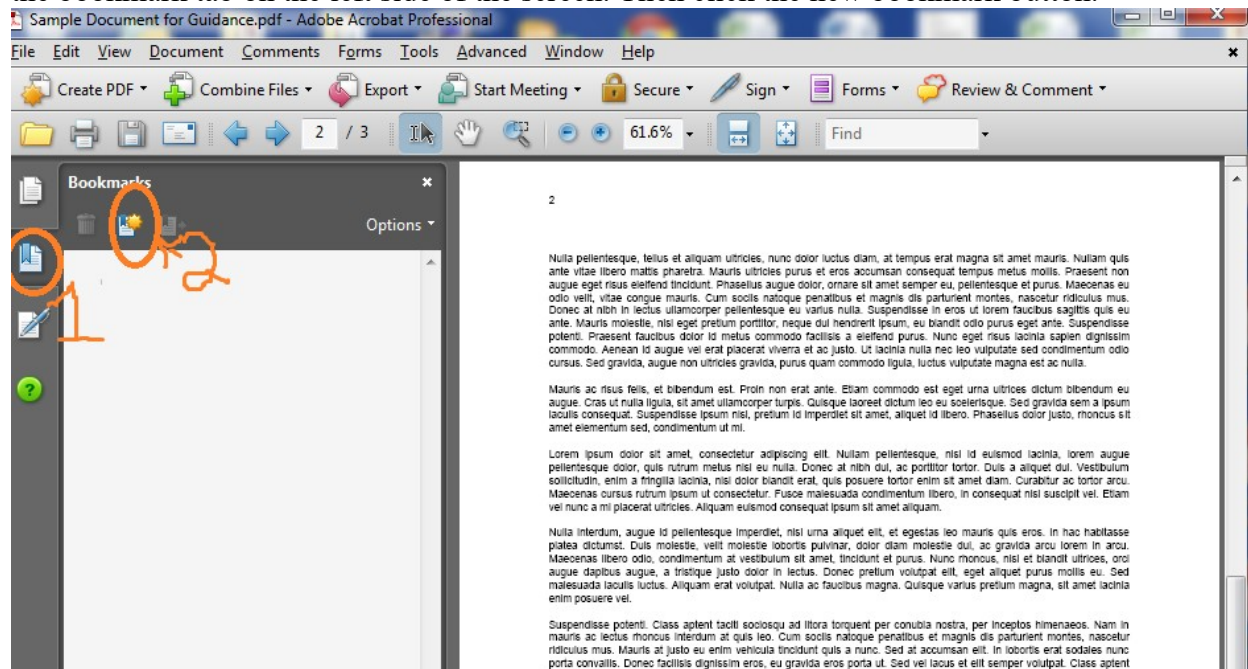 the bookmark tab on the left side of the screen. Then click the new bookmark button.
Sample Document for Guidance.pdf - Adobe Acrobat Professional
File Edit View Document Comments Forms Tools Advanced Window Help
Create PDF Combine Files Export Start Meeting Secure Sign Forms Review & Comment
2 / 3 61.6% Find
Bookmarks
Options
2
1
2
Nulla pellentesque, tellus et aliquam ultricies, nunc dolor luctus diam, at tempus erat magna sit amet mauris. Nullam quis
ante vitae libero mattis pharetra. Mauris ultricies purus et eros accumsan consequat tempus metus mollis. Praesent non
augue eget risus eleifend tincidunt. Phasellus augue dolor, ornare sit amet semper eu, pellentesque et purus. Maecenas eu
odio velit, vitae congue mauris. Cum sociis natoque penatibus et magnis dis parturient montes, nascetur ridiculus mus.
Donec at nibh in lectus ullamcorper pellentesque eu varius nulla. Suspendisse in eros ut lorem faucibus sagittis quis eu
ante. Mauris molestie, nisl eget pretium porttitor, neque dui hendrerit ipsum, eu blandit odio purus eget ante. Suspendisse
potenti. Praesent faucibus dolor id metus commodo facilisis a eleifend purus. Nunc eget risus lacinia sapien dignissim
commodo. Aenean id augue vel erat placerat viverra et ac justo. Ut lacinia nulla nec leo vulputate sed condimentum odio
cursus. Sed gravida, augue non ultricies gravida, purus quam commodo ligula, luctus vulputate magna est ac nulla.
Mauris ac risus felis, et bibendum est. Proin non erat ante. Etiam commodo est eget urna ultrices dictum bibendum eu
augue. Cras ut nulla ligula, sit amet ullamcorper turpis. Quisque laoreet dictum leo eu scelerisque. Sed gravida sem a ipsum
iaculis consequat. Suspendisse ipsum nisl, pretium id imperdiet sit amet, aliquet id libero. Phasellus dolor justo, rhoncus sit
amet elementum sed, condimentum ut mi.
Lorem ipsum dolor sit amet, consectetur adipiscing elit. Nullam pellentesque, nisl id euismod lacinia, lorem augue
pellentesque dolor, quis rutrum metus nisl eu nulla. Donec at nibh dui, ac porttitor tortor. Duis a aliquet dui. Vestibulum
sollicitudin, enim a fringilla lacinia, nisl dolor blandit erat, quis posuere tortor enim sit amet diam. Curabitur ac tortor arcu.
Maecenas cursus rutrum ipsum ut consectetur. Fusce malesuada condimentum libero, in consequat nisl suscipit vel. Etiam
vel nunc a mi placerat ultricies. Aliquam euismod consequat ipsum sit amet aliquam.
Nulla interdum, augue id pellentesque imperdiet, nisl urna aliquet elit, et egestas leo mauris quis eros. In hac habitasse
platea dictumst. Duis molestie, velit molestie lobortis pulvinar, dolor diam molestie dui, ac gravida arcu lorem in arcu.
Maecenas libero odio, condimentum at vestibulum sit amet, tincidunt et purus. Nunc rhoncus, nisl et blandit ultrices, orci
augue dapibus augue, a tristique justo dolor in lectus. Donec pretium volutpat elit, eget aliquet purus mollis eu. Sed
malesuada iaculis luctus. Aliquam erat volutpat. Nulla ac faucibus magna. Quisque varius pretium magna, sit amet lacinia
enim posuere vel.
Suspendisse potenti. Class aptent taciti sociosqu ad litora torquent per conubia nostra, per inceptos himenaeos. Nam in
mauris ac lectus rhoncus interdum at quis leo. Cum sociis natoque penatibus et magnis dis parturient montes, nascetur
ridiculus mus. Mauris at justo eu enim vehicula tincidunt quis a nunc. Sed at accumsan elit. In lobortis erat sodales nunc
porta convallis. Donec facilisis dignissim eros, eu gravida eros porta ut. Sed vel lacus et elit semper volutpat. Class aptent